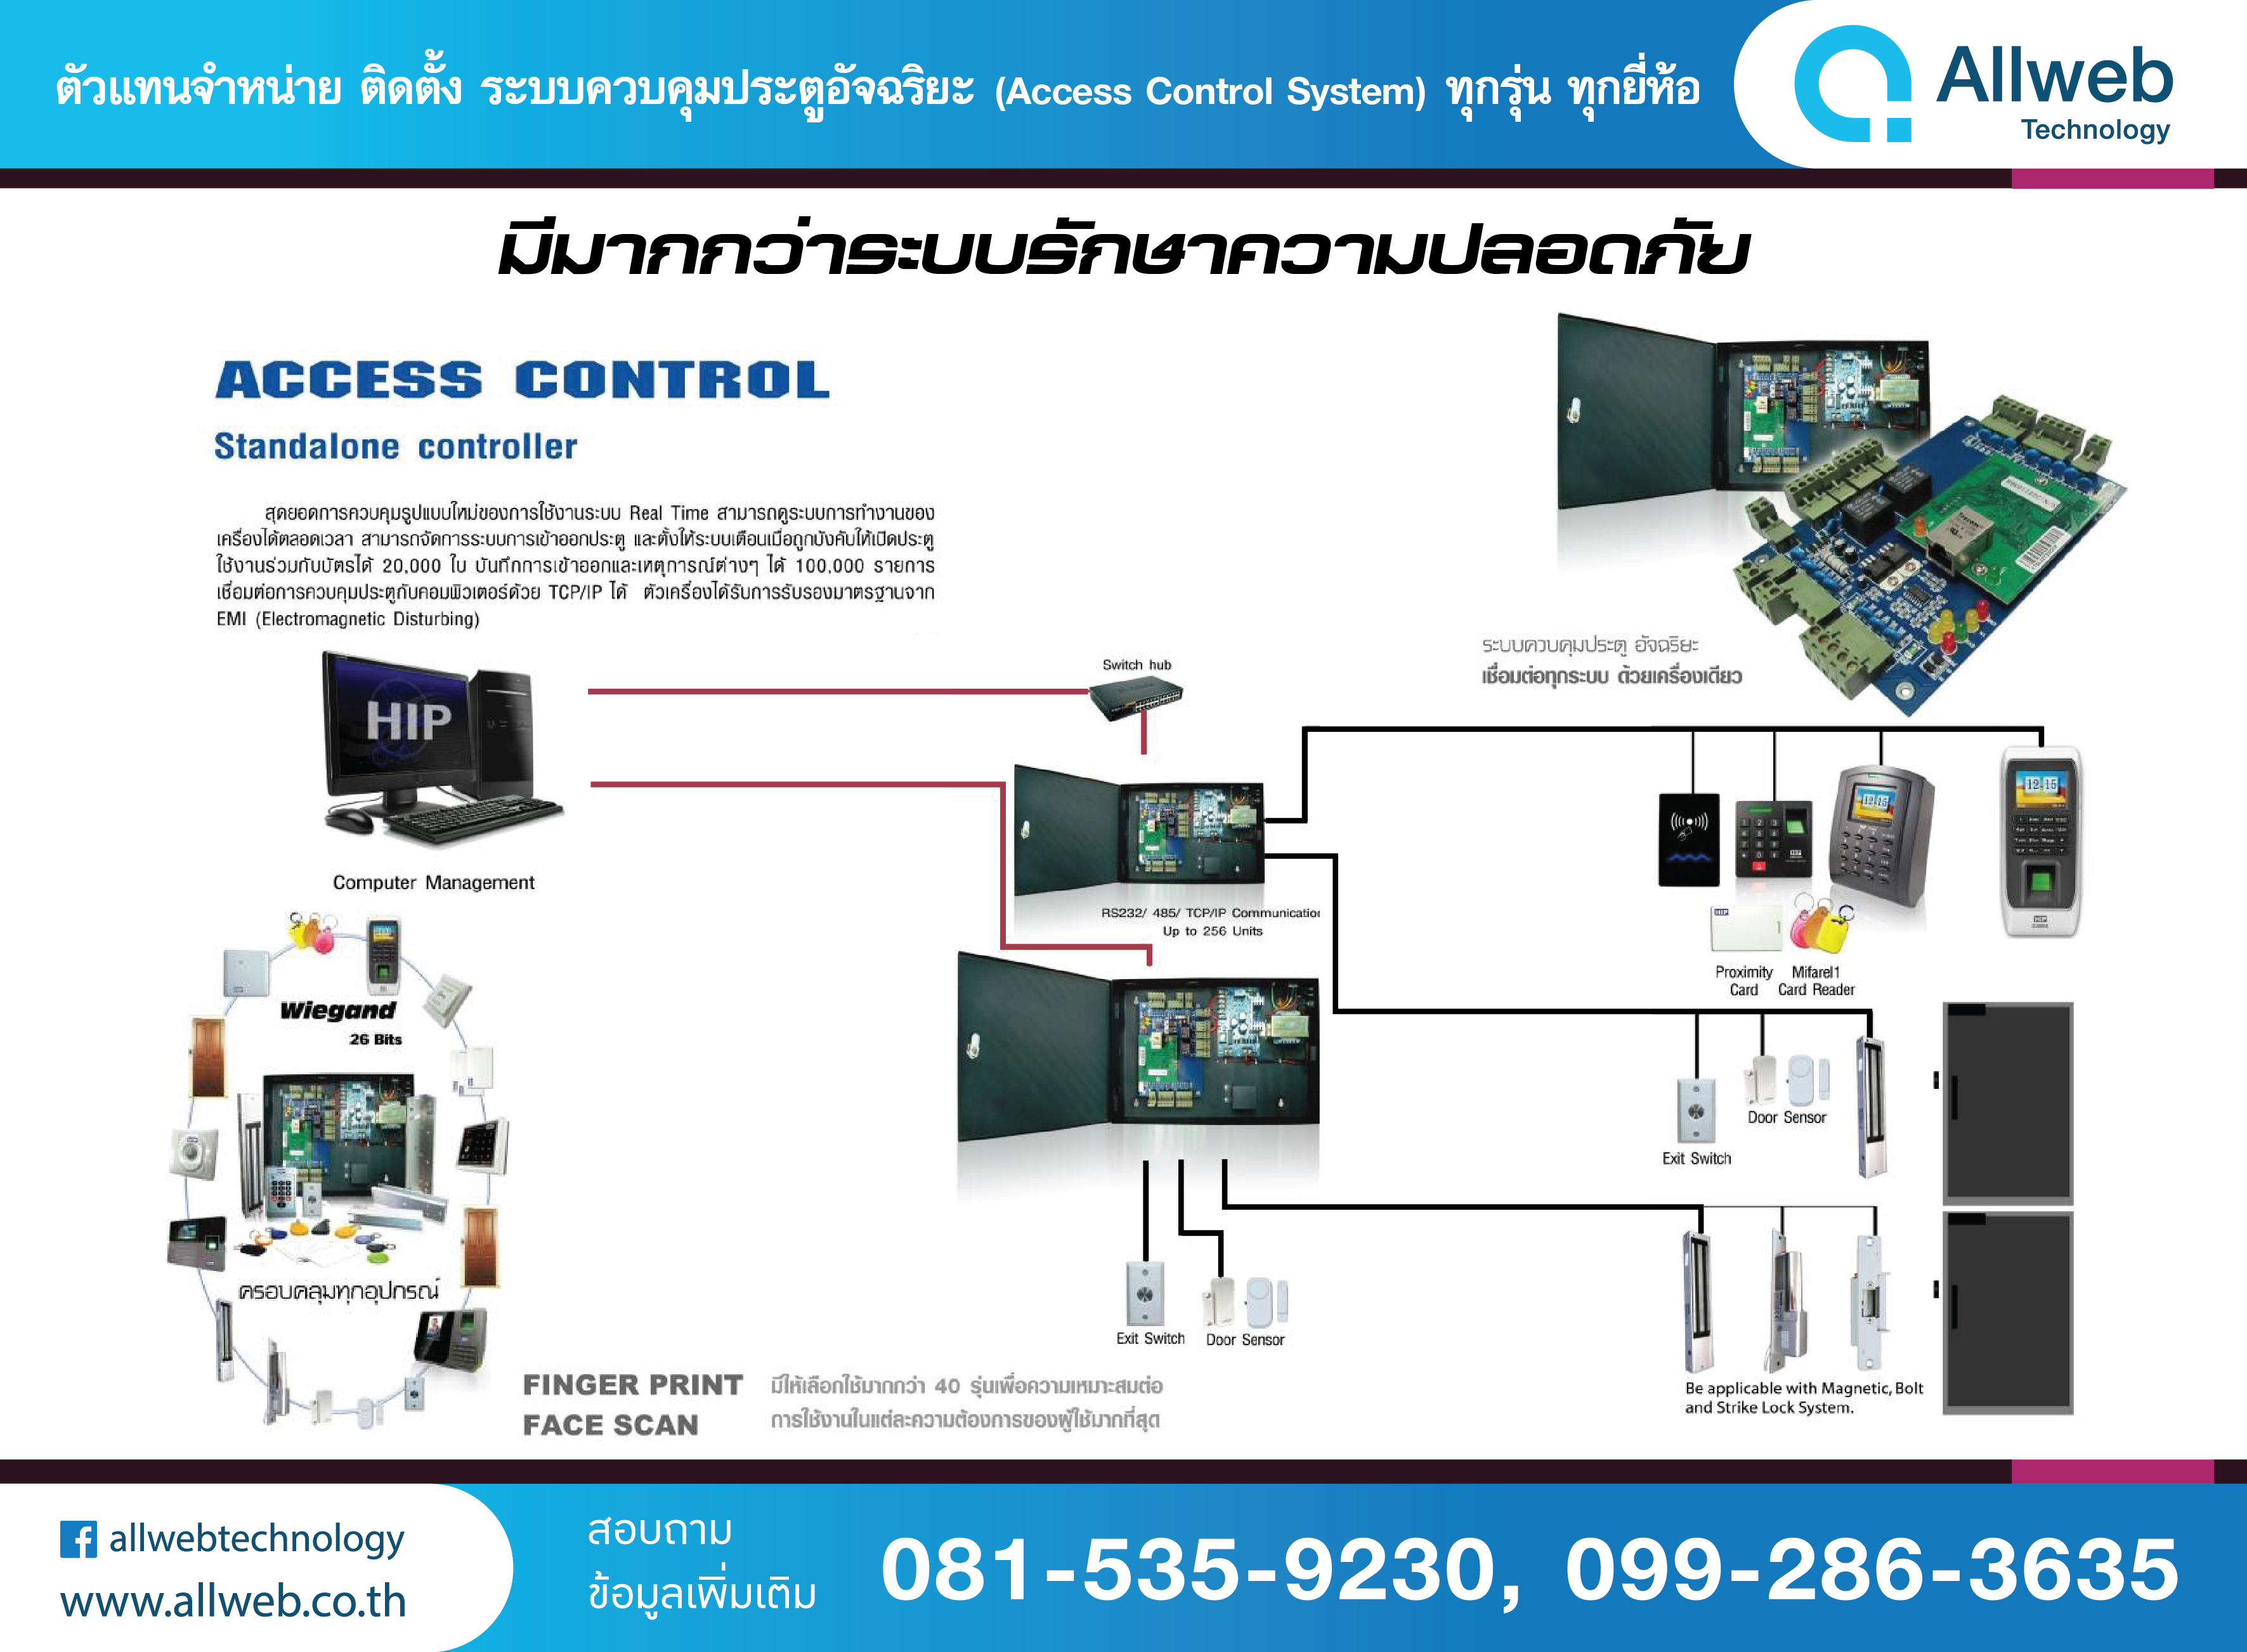 ตัวแทนจำหน่าย ติดตั้ง ระบบควบคุมประตูอัจฉริยะ (Access Control System) ทุกรุ่น ทุกยี่ห้อ
Allweb
Technology
มีมากกว่าระบบรักษาความปลอดภัย
ACCESS CONTROL
Standalone controller
สุดยอดการควบคุมรูปแบบใหม่ของการใช้งานระบบ Real Time สามารถดูระบบการทำงานของ
เครื่องได้ตลอดเวลา สามารถจัดการระบบการเข้าออกประตู และตั้งให้ระบบเตือนเมื่อถูกบังคับให้เปิดประตู
ใช้งานร่วมกับบัตรได้ 20,000 ใบ บันทึกการเข้าออกและเหตุการณ์ต่างๆ ได้ 100,000 รายการ
เชื่อมต่อการควบคุมประตูกับคอมพิวเตอร์ด้วย TCP/IP ได้ ตัวเครื่องได้รับการรับรองมาตรฐานจาก
EMI (Electromagnetic Disturbing)
ระบบควบคุมประตู อัจฉริยะ
เชื่อมต่อทุกระบบ ด้วยเครื่องเดียว
Switch hub
HIP
Computer Management
RS232/ 485/ TCP/IP Communication
Up to 256 Units
12:15
12:15
HIP
Proximity
Card
Mifarel1
Card Reader
Wiegand
26 Bits
ครอบคลุมทุกอุปกรณ์
Door Sensor
Exit Switch
Exit Switch
Door Sensor
Be applicable with Magnetic, Bolt
and Strike Lock System.
FINGER PRINT
FACE SCAN
มีให้เลือกใช้มากกว่า 40 รุ่นเพื่อความเหมาะสมต่อ
การใช้งานในแต่ละความต้องการของผู้ใช้มากที่สุด
allwebtechnology
www.allweb.co.th
สอบถาม
ข้อมูลเพิ่มเติม
081-535-9230, 099-286-3635